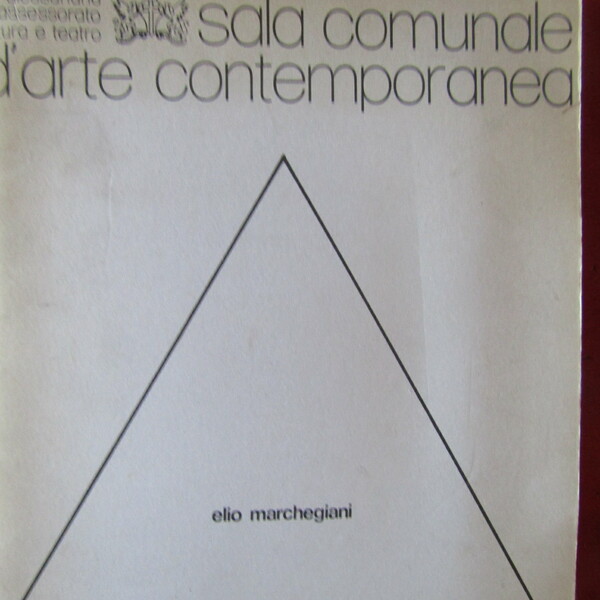 assessorato
ura e teatro
sala comunale
d'arte contemporanea
elio marchegiani